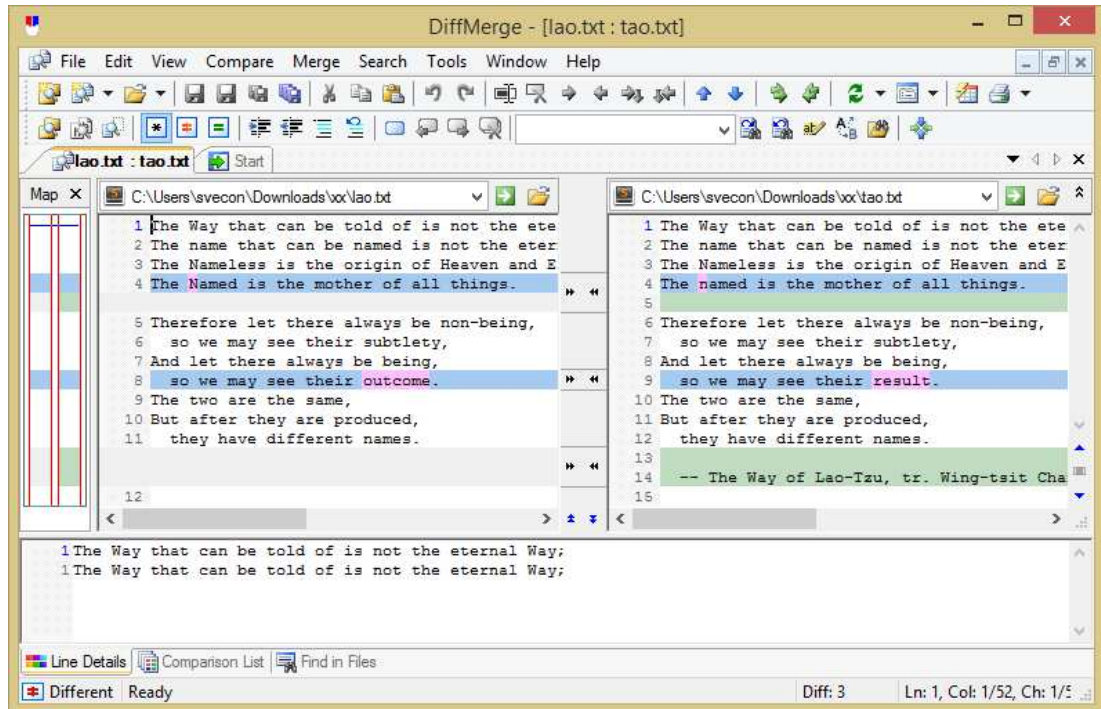 DiffMerge - [lao.txt : tao.txt]
File Edit View Compare Merge Search Tools Window Help
lao.txt : tao.txt Start
Map
C:\Users\svecon\Downloads\xx\lao.txt
1 The Way that can be told of is not the ete
2 The name that can be named is not the eter
3 The Nameless is the origin of Heaven and E
4 The Named is the mother of all things.
5 Therefore let there always be non-being,
6 so we may see their subtlety,
7 And let there always be being,
8 so we may see their outcome.
9 The two are the same,
10 But after they are produced,
11 they have different names.
12
C:\Users\svecon\Downloads\xx\tao.txt
1 The Way that can be told of is not the ete
2 The name that can be named is not the eter
3 The Nameless is the origin of Heaven and E
4 The named is the mother of all things.
5
6 Therefore let there always be non-being,
7 so we may see their subtlety,
8 And let there always be being,
9 so we may see their result.
10 The two are the same,
11 But after they are produced,
12 they have different names.
13
14 -- The Way of Lao-Tzu, tr. Wing-tsit Cha
15
1 The Way that can be told of is not the eternal Way;
1 The Way that can be told of is not the eternal Way;
Line Details Comparison List Find in Files
Different Ready Diff: 3 Ln: 1, Col: 1/52, Ch: 1/5